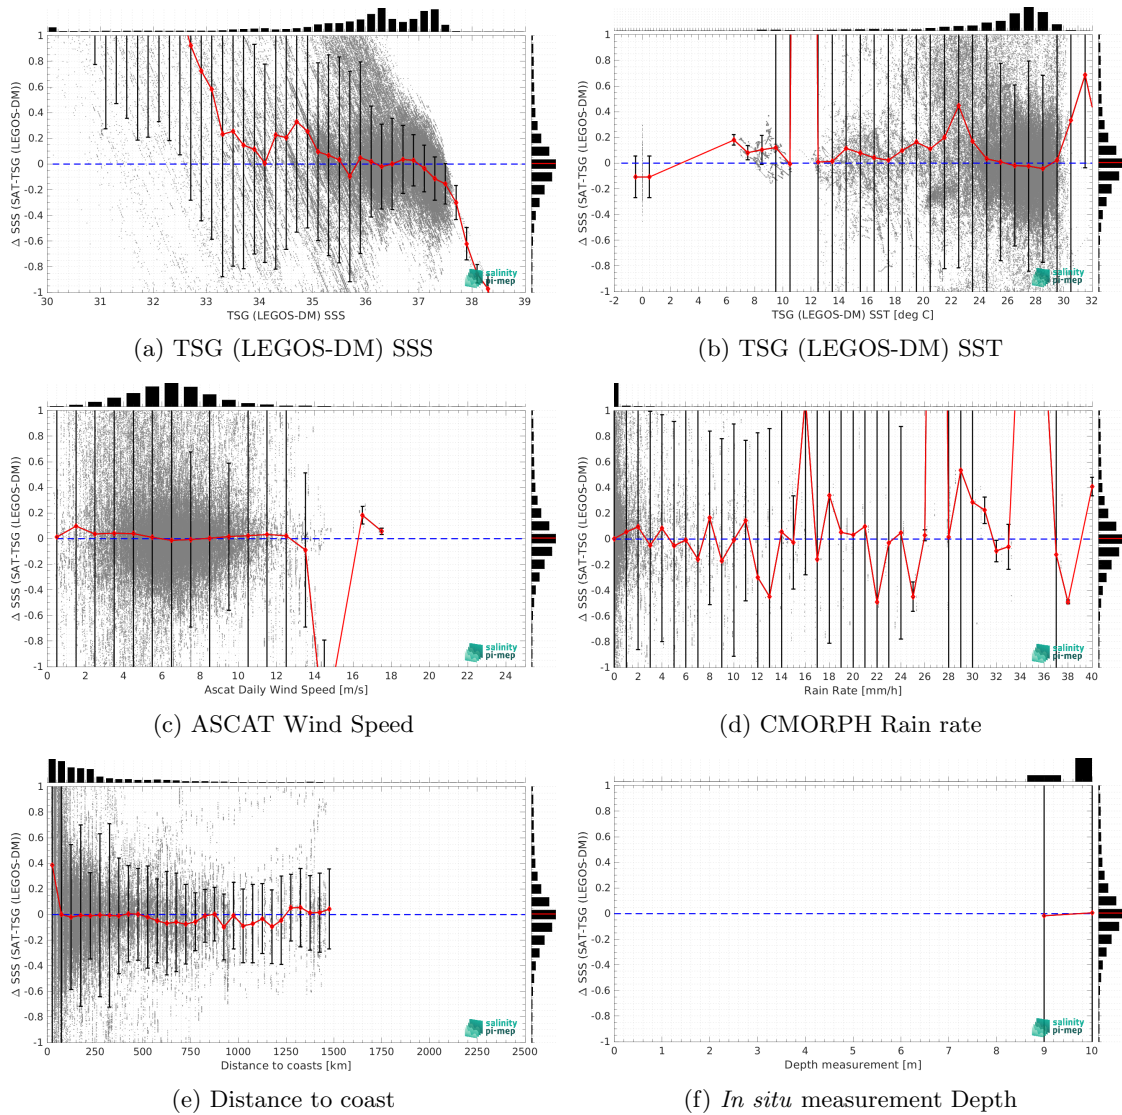 Δ SSS (SAT-TSG (LEGOS-DM))
1
0.8
0.6
0.4
0.2
0
-0.2
-0.4
-0.6
-0.8
-1
30 31 32 33 34 35 36 37 38 39
TSG (LEGOS-DM) SSS
salinity
pi-mep
(a) TSG (LEGOS-DM) SSS
Δ SSS (SAT-TSG (LEGOS-DM))
1
0.8
0.6
0.4
0.2
0
-0.2
-0.4
-0.6
-0.8
-1
-2 0 2 4 6 8 10 12 14 16 18 20 22 24 26 28 30 32
TSG (LEGOS-DM) SST [deg C]
salinity
pi-mep
(b) TSG (LEGOS-DM) SST
Δ SSS (SAT-TSG (LEGOS-DM))
1
0.8
0.6
0.4
0.2
0
-0.2
-0.4
-0.6
-0.8
-1
0 2 4 6 8 10 12 14 16 18 20 22 24
Ascat Daily Wind Speed [m/s]
salinity
pi-mep
(c) ASCAT Wind Speed
Δ SSS (SAT-TSG (LEGOS-DM))
1
0.8
0.6
0.4
0.2
0
-0.2
-0.4
-0.6
-0.8
-1
0 2 4 6 8 10 12 14 16 18 20 22 24 26 28 30 32 34 36 38 40
Rain Rate [mm/h]
salinity
pi-mep
(d) CMORPH Rain rate
Δ SSS (SAT-TSG (LEGOS-DM))
1
0.8
0.6
0.4
0.2
0
-0.2
-0.4
-0.6
-0.8
-1
0 250 500 750 1000 1250 1500 1750 2000 2250 2500
Distance to coasts [km]
salinity
pi-mep
(e) Distance to coast
Δ SSS (SAT-TSG (LEGOS-DM))
1
0.8
0.6
0.4
0.2
0
-0.2
-0.4
-0.6
-0.8
-1
0 1 2 3 4 5 6 7 8 9 10
Depth measurement [m]
salinity
pi-mep
(f) In situ measurement Depth